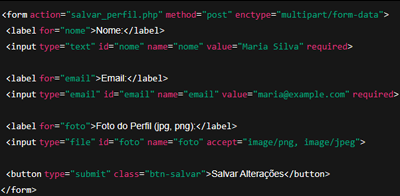 <form action="salvar_perfil.php" method="post" enctype="multipart/form-data">
<label for="nome">Nome:</label>
<input type="text" id="nome" name="nome" value="Maria Silva" required>
<label for="email">Email:</label>
<input type="email" id="email" name="email" value="maria@example.com" required>
<label for="foto">Foto do Perfil (jpg, png):</label>
<input type="file" id="foto" name="foto" accept="image/png, image/jpeg">
<button type="submit" class="btn-salvar">Salvar Alterações</button>
</form>